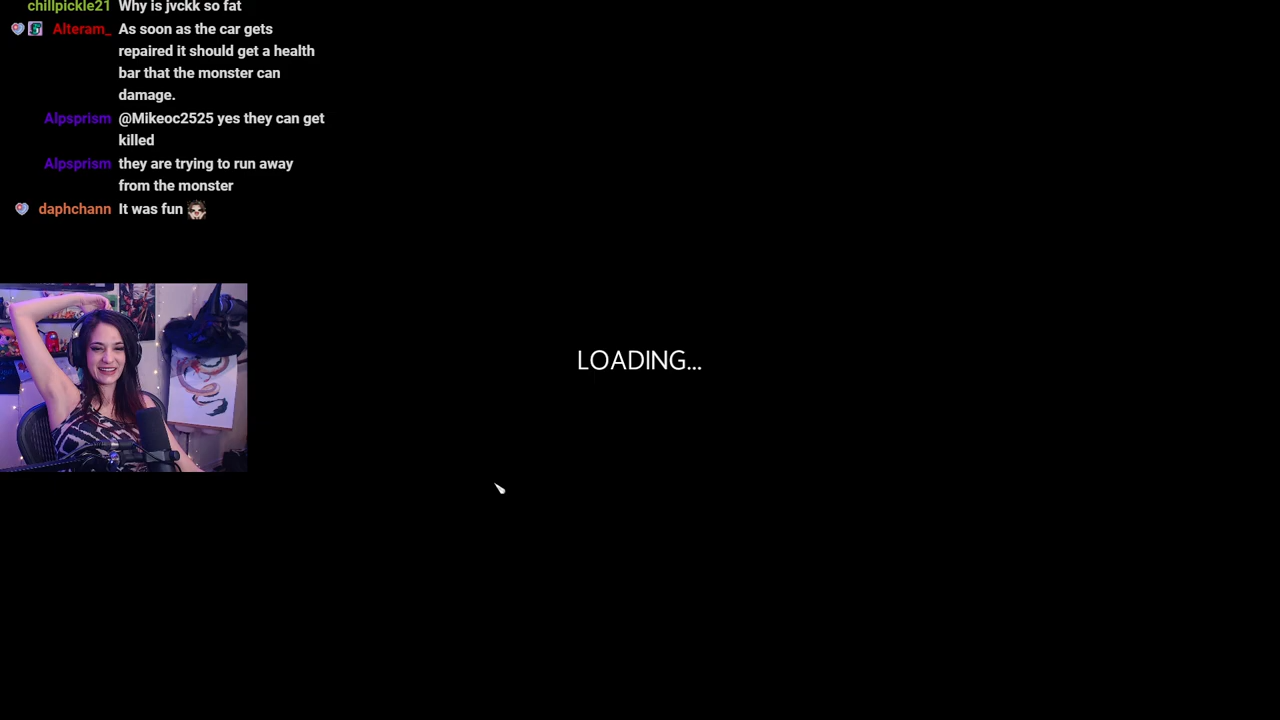 chillpickle21 Why is jvckk so fat
Alteram_ As soon as the car gets
repaired it should get a health
bar that the monster can
damage.
Alpsprism @Mikeoc2525 yes they can get
killed
Alpsprism they are trying to run away
from the monster
daphchann It was fun
LOADING...